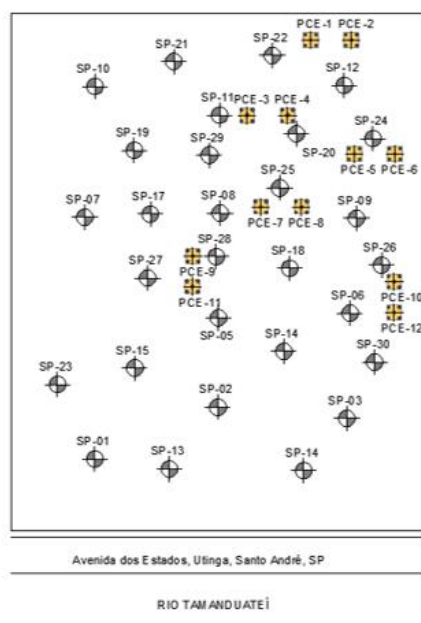 PCE-1 PCE-2
SP-21 SP-22
SP-10 SP-12
SP-11 PCE-3 PCE-4
SP-24
SP-19 SP-29 SP-20
PCE-5 PCE-6
SP-25
SP-07 SP-17 SP-08 SP-09
PCE-7 PCE-8
SP-28 SP-18 SP-26
SP-27 PCE-9
PCE-10
PCE-11 SP-06
SP-05 PCE-12
SP-14
SP-15 SP-30
SP-23
SP-02 SP-03
SP-01 SP-13 SP-14
Avenida dos Estados, Utinga, Santo André, SP
RIO TAMANDUATEÍ